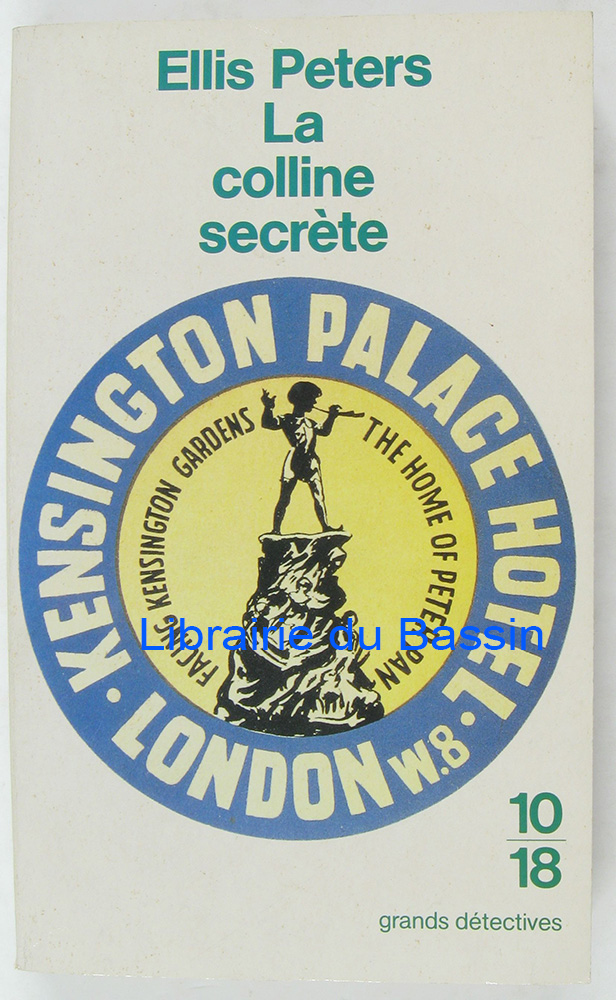 Ellis Peters
La
colline
secrète
KENSINGTON PALACE HOTEL
FACING KENSINGTON GARDENS
THE HOME OF PETER PAN
Librairie du Bassin
· LONDON W.8 ·
10
18
grands détectives